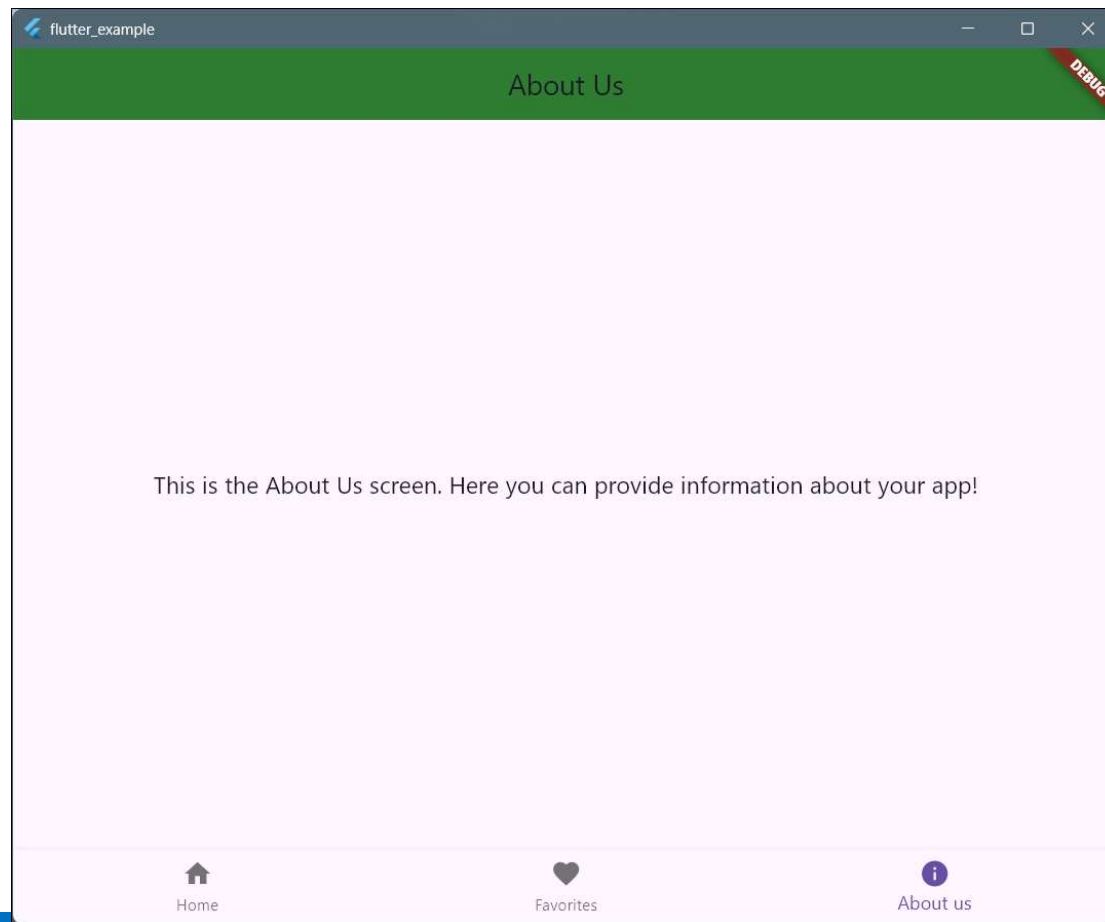 flutter_example
About Us
DEBUG
This is the About Us screen. Here you can provide information about your app!
Home
Favorites
About us